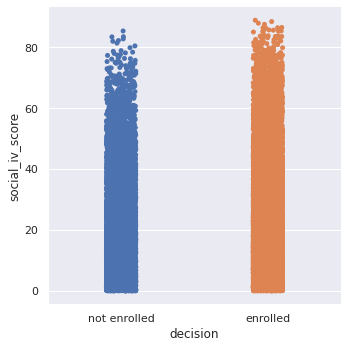 80
60
40
20
0
social_iv_score
not enrolled
enrolled
decision